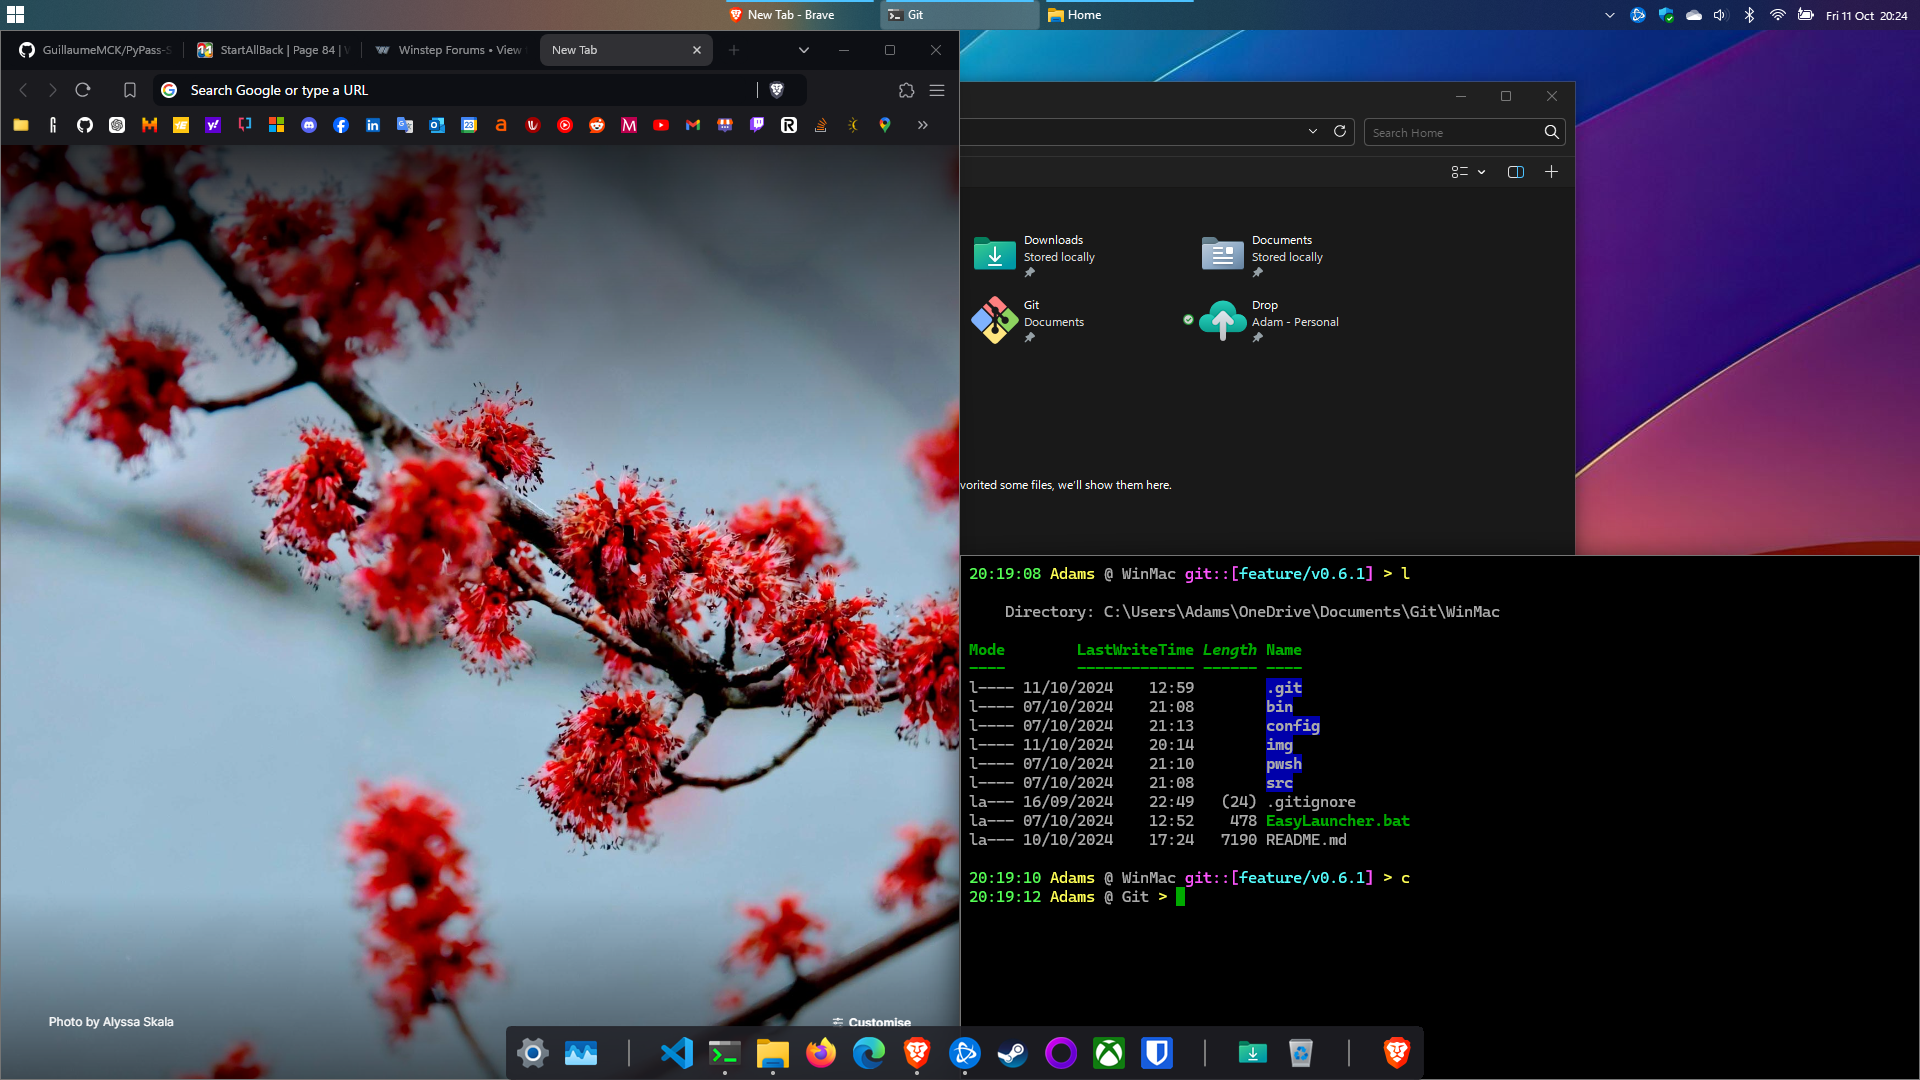 New Tab - Brave
Git
Home
Fri 11 Oct 20:24
GuillaumeMCK/PyPass-S
StartAllBack | Page 84 |
Winstep Forums • View
New Tab
Search Google or type a URL
Search Home
Downloads
Stored locally
Documents
Stored locally
Git
Documents
Drop
Adam - Personal
vorited some files, we'll show them here.
20:19:08 Adams @ WinMac git::[feature/v0.6.1] > l
Directory: C:\Users\Adams\OneDrive\Documents\Git\WinMac
Mode LastWriteTime Length Name
---- ------------- ------ ----
l---- 11/10/2024 12:59 .git
l---- 07/10/2024 21:08 bin
l---- 07/10/2024 21:13 config
l---- 11/10/2024 20:14 img
l---- 07/10/2024 21:10 pwsh
l---- 07/10/2024 21:08 src
la--- 16/09/2024 22:49 (24) .gitignore
la--- 07/10/2024 12:52 478 EasyLauncher.bat
la--- 10/10/2024 17:24 7190 README.md
20:19:10 Adams @ WinMac git::[feature/v0.6.1] > c
20:19:12 Adams @ Git >
Photo by Alyssa Skala
Customise